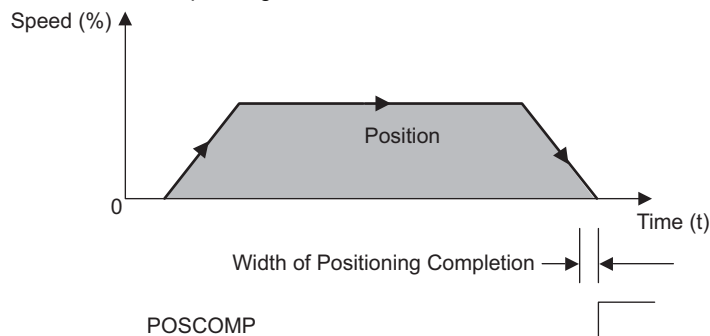 Speed (%)
Position
0
Time (t)
Width of Positioning Completion
POSCOMP